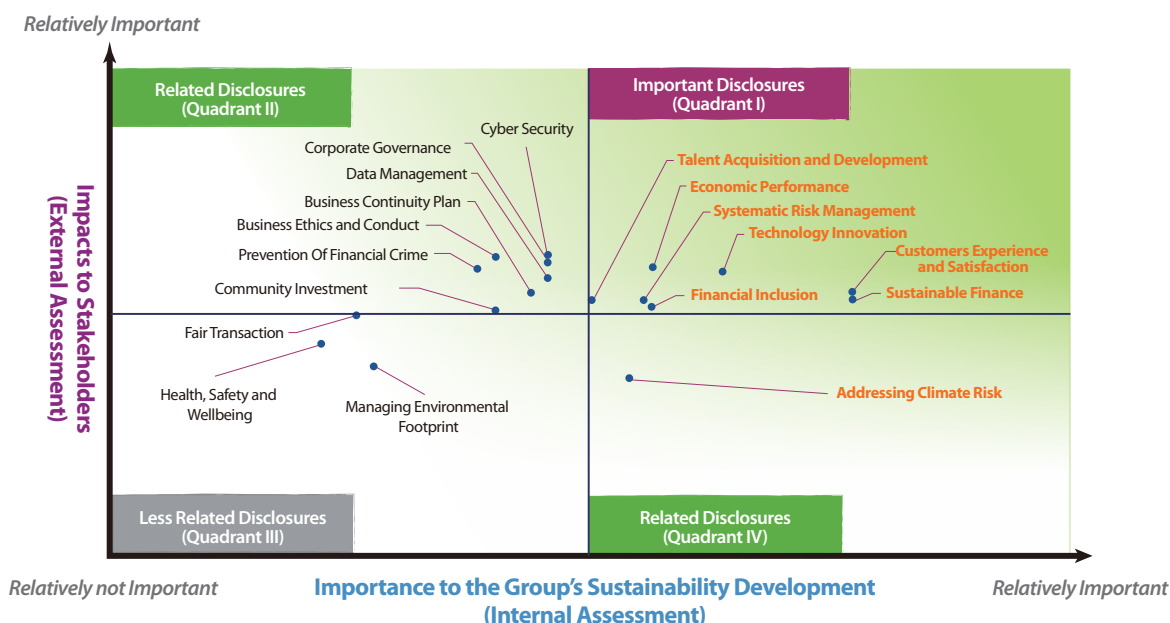 Relatively Important
Related Disclosures
(Quadrant II)
Important Disclosures
(Quadrant I)
Cyber Security
Corporate Governance
Data Management
Business Continuity Plan
Business Ethics and Conduct
Prevention Of Financial Crime
Community Investment
Talent Acquisition and Development
Economic Performance
Systematic Risk Management
Technology Innovation
Customers Experience
and Satisfaction
Financial Inclusion
Sustainable Finance
Impacts to Stakeholders
(External Assessment)
Fair Transaction
Health, Safety and
Wellbeing
Managing Environmental
Footprint
Addressing Climate Risk
Less Related Disclosures
(Quadrant III)
Related Disclosures
(Quadrant IV)
Relatively not Important
Importance to the Group's Sustainability Development
(Internal Assessment)
Relatively Important